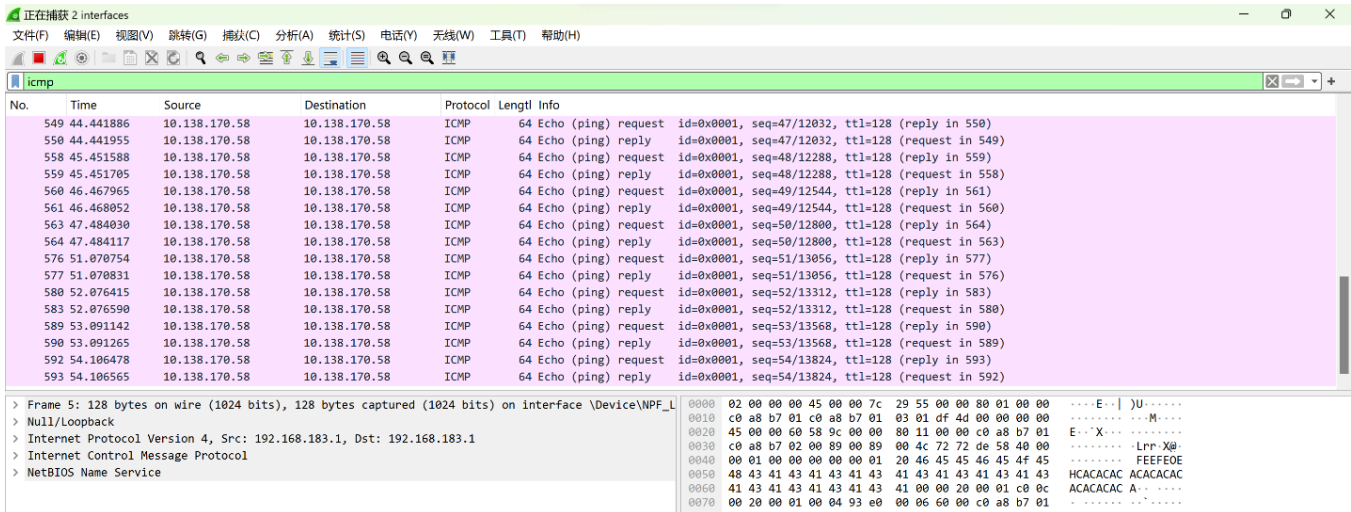 正在捕获 2 interfaces
文件(F) 编辑(E) 视图(V) 跳转(G) 捕获(C) 分析(A) 统计(S) 电话(Y) 无线(W) 工具(T) 帮助(H)
icmp
No. Time Source Destination Protocol Lengtl Info
549 44.441886 10.138.170.58 10.138.170.58 ICMP 64 Echo (ping) request id=0x0001, seq=47/12032, ttl=128 (reply in 550)
550 44.441955 10.138.170.58 10.138.170.58 ICMP 64 Echo (ping) reply id=0x0001, seq=47/12032, ttl=128 (request in 549)
558 45.451588 10.138.170.58 10.138.170.58 ICMP 64 Echo (ping) request id=0x0001, seq=48/12288, ttl=128 (reply in 559)
559 45.451705 10.138.170.58 10.138.170.58 ICMP 64 Echo (ping) reply id=0x0001, seq=48/12288, ttl=128 (request in 558)
560 46.467965 10.138.170.58 10.138.170.58 ICMP 64 Echo (ping) request id=0x0001, seq=49/12544, ttl=128 (reply in 561)
561 46.468052 10.138.170.58 10.138.170.58 ICMP 64 Echo (ping) reply id=0x0001, seq=49/12544, ttl=128 (request in 560)
563 47.484030 10.138.170.58 10.138.170.58 ICMP 64 Echo (ping) request id=0x0001, seq=50/12800, ttl=128 (reply in 564)
564 47.484117 10.138.170.58 10.138.170.58 ICMP 64 Echo (ping) reply id=0x0001, seq=50/12800, ttl=128 (request in 563)
576 51.070754 10.138.170.58 10.138.170.58 ICMP 64 Echo (ping) request id=0x0001, seq=51/13056, ttl=128 (reply in 577)
577 51.070831 10.138.170.58 10.138.170.58 ICMP 64 Echo (ping) reply id=0x0001, seq=51/13056, ttl=128 (request in 576)
580 52.076415 10.138.170.58 10.138.170.58 ICMP 64 Echo (ping) request id=0x0001, seq=52/13312, ttl=128 (reply in 583)
583 52.076590 10.138.170.58 10.138.170.58 ICMP 64 Echo (ping) reply id=0x0001, seq=52/13312, ttl=128 (request in 580)
589 53.091142 10.138.170.58 10.138.170.58 ICMP 64 Echo (ping) request id=0x0001, seq=53/13568, ttl=128 (reply in 590)
590 53.091265 10.138.170.58 10.138.170.58 ICMP 64 Echo (ping) reply id=0x0001, seq=53/13568, ttl=128 (request in 589)
592 54.106478 10.138.170.58 10.138.170.58 ICMP 64 Echo (ping) request id=0x0001, seq=54/13824, ttl=128 (reply in 593)
593 54.106565 10.138.170.58 10.138.170.58 ICMP 64 Echo (ping) reply id=0x0001, seq=54/13824, ttl=128 (request in 592)
Frame 5: 128 bytes on wire (1024 bits), 128 bytes captured (1024 bits) on interface \Device\NPF_L
Null/Loopback
Internet Protocol Version 4, Src: 192.168.183.1, Dst: 192.168.183.1
Internet Control Message Protocol
NetBIOS Name Service
0000 02 00 00 00 45 00 00 7c 29 55 00 00 80 01 00 00 ····E··| )U······
0010 c0 a8 b7 01 c0 a8 b7 01 03 01 df 4d 00 00 00 00 ········ ···M····
0020 45 00 00 60 58 9c 00 00 80 11 00 00 c0 a8 b7 01 E··`X··· ········
0030 c0 a8 b7 02 00 89 00 89 00 4c 72 72 de 58 40 00 ········ ·Lrr·X@·
0040 00 01 00 00 00 00 00 01 20 46 45 45 46 45 4f 45 ········ FEEFEOE
0050 48 43 41 43 41 43 41 43 41 43 41 43 41 43 41 43 HCACACAC ACACACAC
0060 41 43 41 43 41 43 41 43 41 00 00 20 00 01 c0 0c ACACACAC A·· ····
0070 00 20 00 01 00 04 93 e0 00 06 60 00 c0 a8 b7 01 · ······ ··`·····